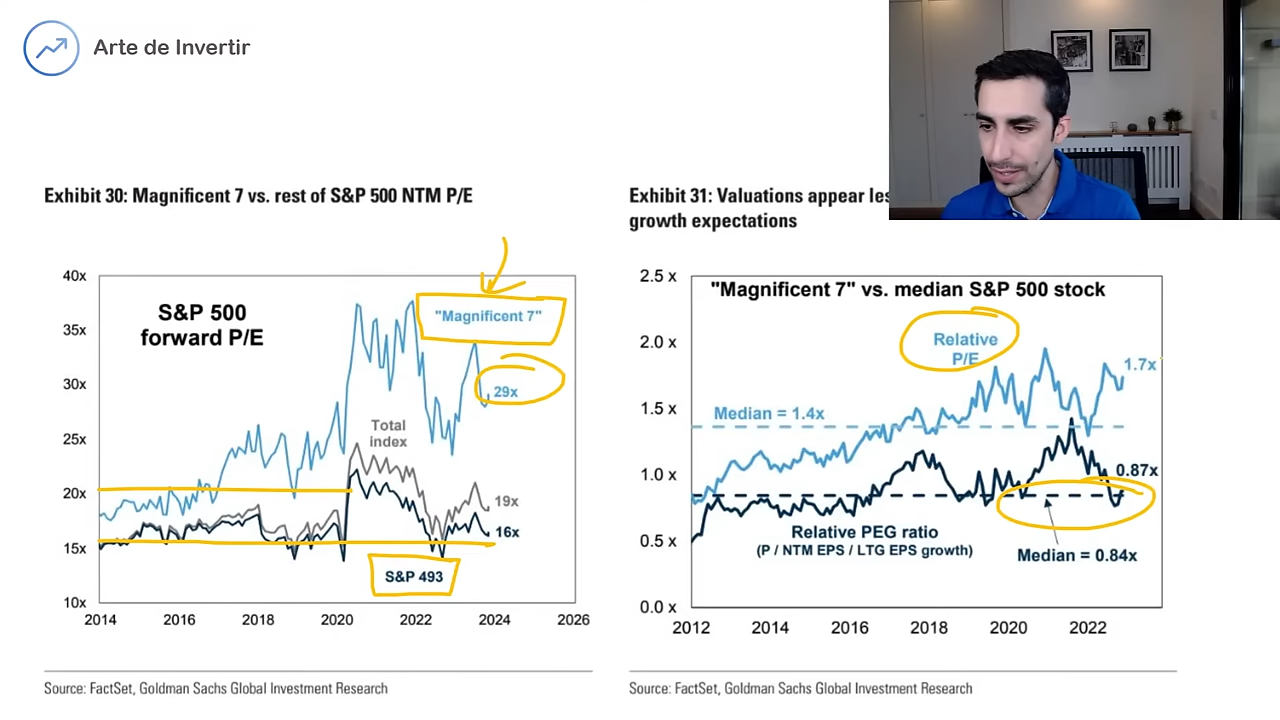 Arte de Invertir
Exhibit 30: Magnificent 7 vs. rest of S&P 500 NTM P/E
40x
35x
30x
25x
20x
15x
10x
S&P 500
forward P/E
"Magnificent 7"
29x
Total
index
19x
16x
S&P 493
2014
2016
2018
2020
2022
2024
2026
Source: FactSet, Goldman Sachs Global Investment Research
Exhibit 31: Valuations appear
growth expectations
2.5 x
2.0 x
1.5 x
1.0 x
0.5 x
0.0 x
"Magnificent 7" vs. median S&P 500 stock
Relative
P/E
1.7x
Median = 1.4x
0.87x
Relative PEG ratio
(P / NTM EPS / LTG EPS growth)
Median = 0.84x
2012
2014
2016
2018
2020
2022
Source: FactSet, Goldman Sachs Global Investment Research